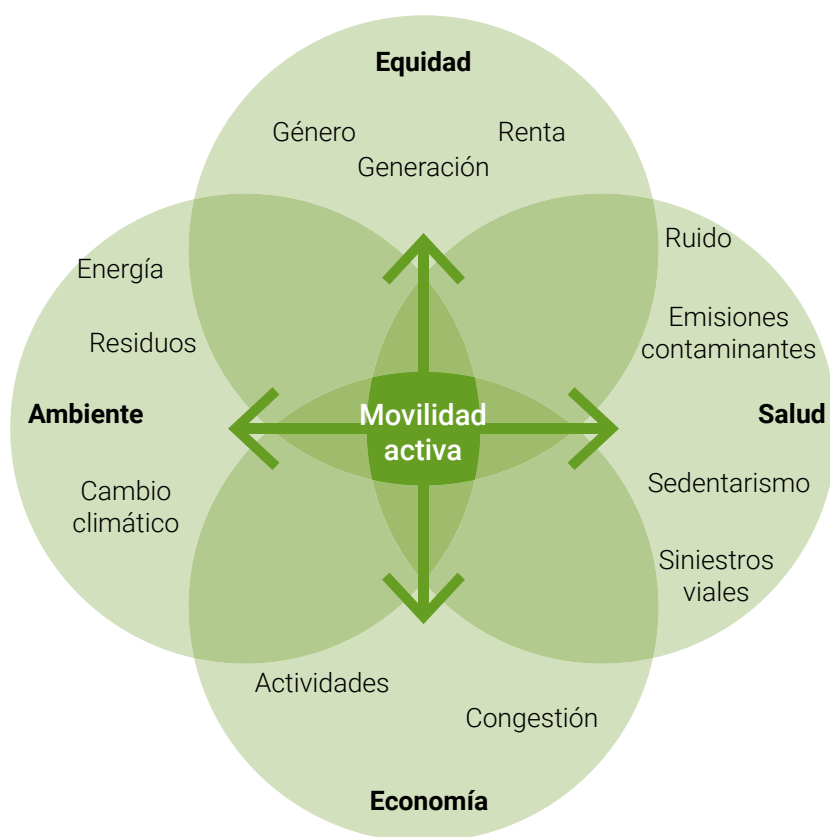 Equidad
Género
Renta
Generación
Ruido
Energía
Emisiones
contaminantes
Residuos
Ambiente
Movilidad
activa
Salud
Cambio
climático
Sedentarismo
Siniestros
viales
Actividades
Congestión
Economía